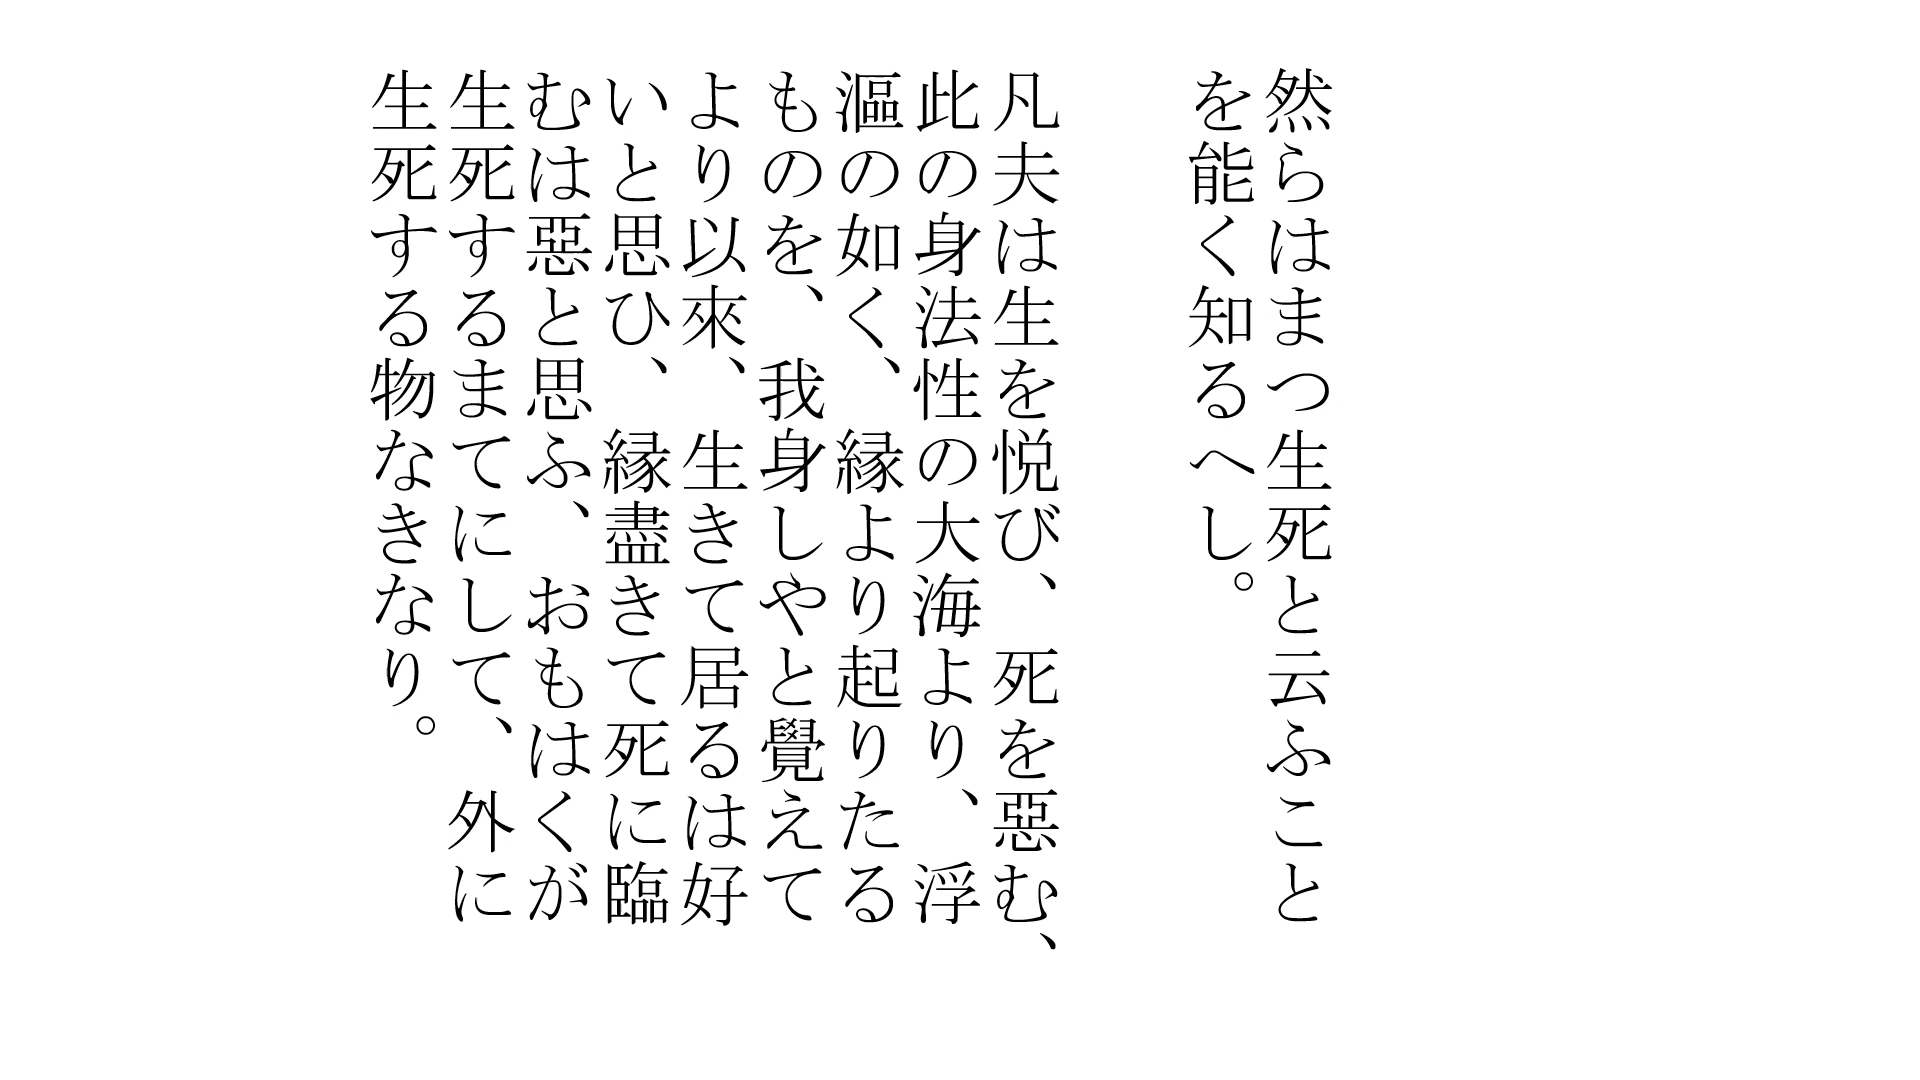 然らはまつ生死と云ふこと
を能く知るへし。
凡夫は生を悦び、死を惡む、
此の身法性の大海より、浮
漚の如く、縁より起りたる
ものを、我身しやと覺えて
より以來、生きて居るは好
いと思ひ、縁盡きて死に臨
むは惡と思ふ、おもはくが
生死するまてにして、外に
生死する物なきなり。